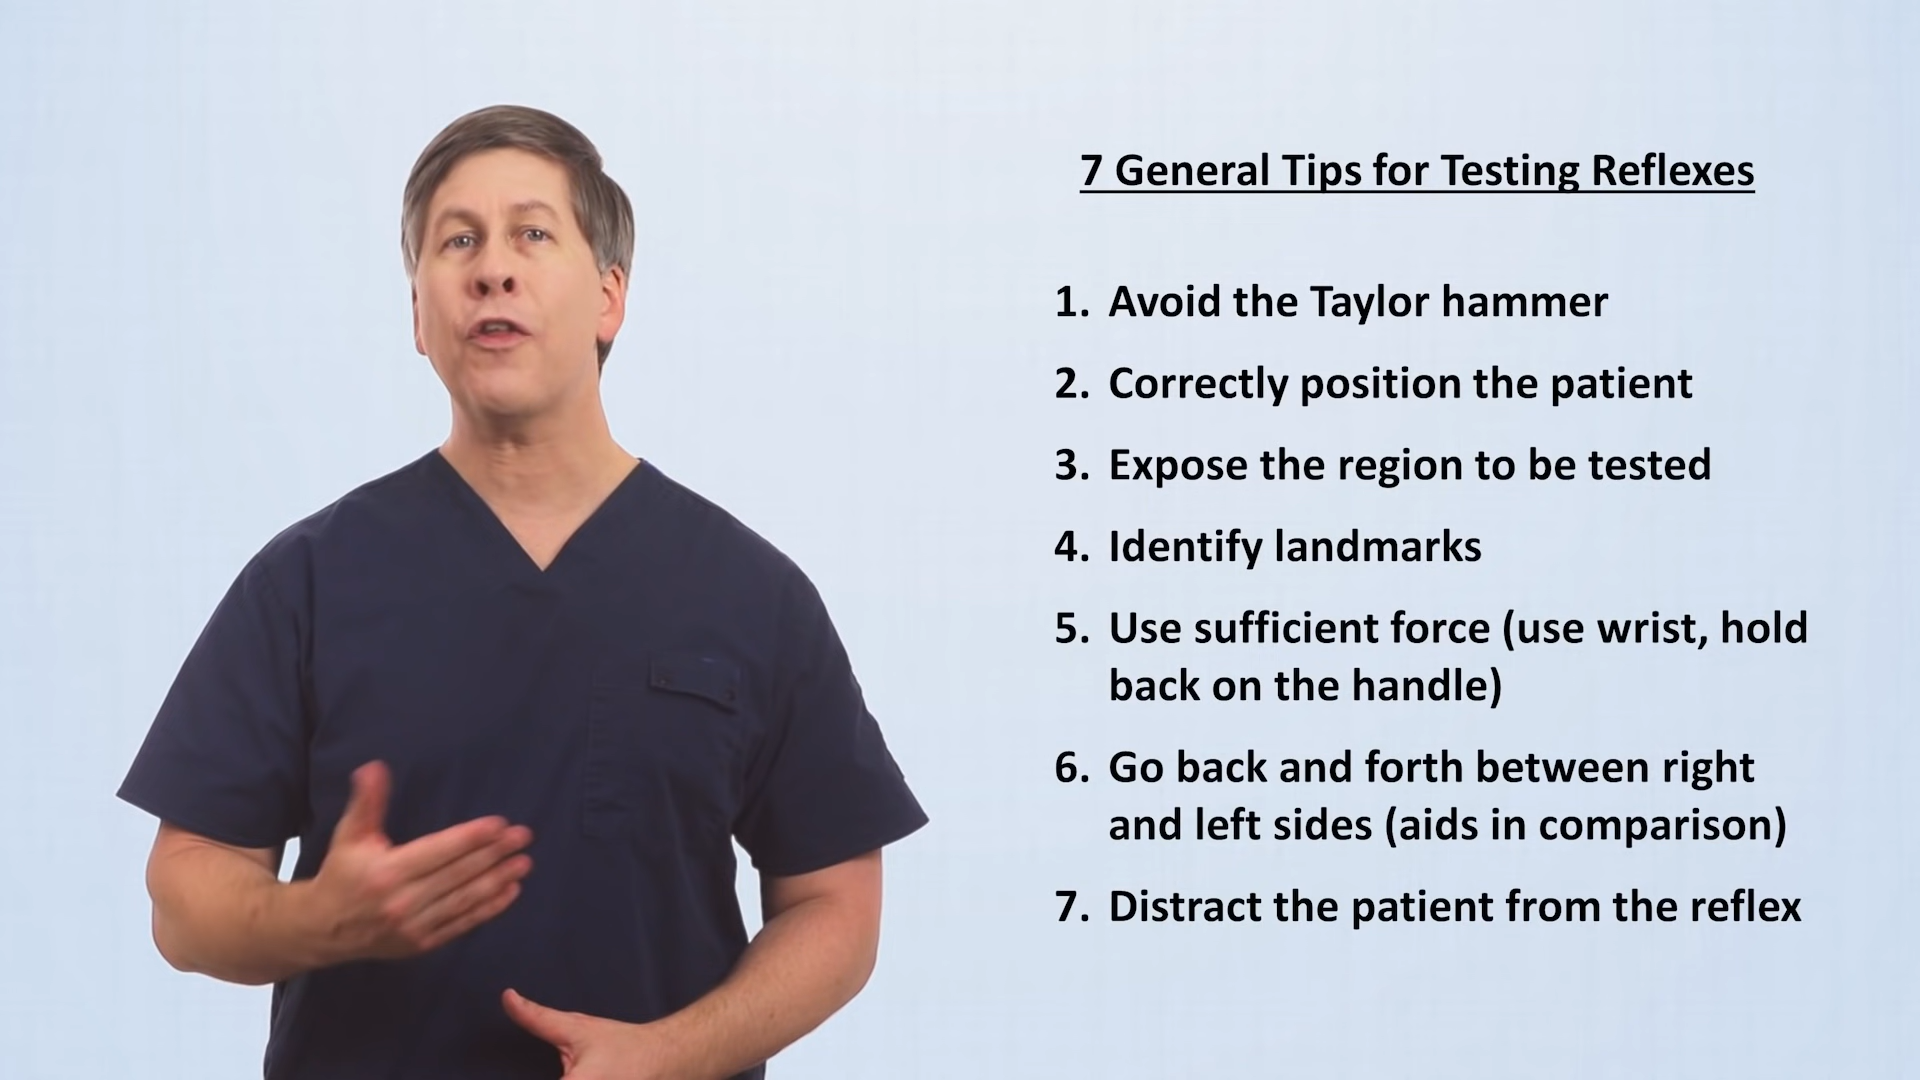 7 General Tips for Testing Reflexes
1. Avoid the Taylor hammer
2. Correctly position the patient
3. Expose the region to be tested
4. Identify landmarks
5. Use sufficient force (use wrist, hold
back on the handle)
6. Go back and forth between right
and left sides (aids in comparison)
7. Distract the patient from the reflex